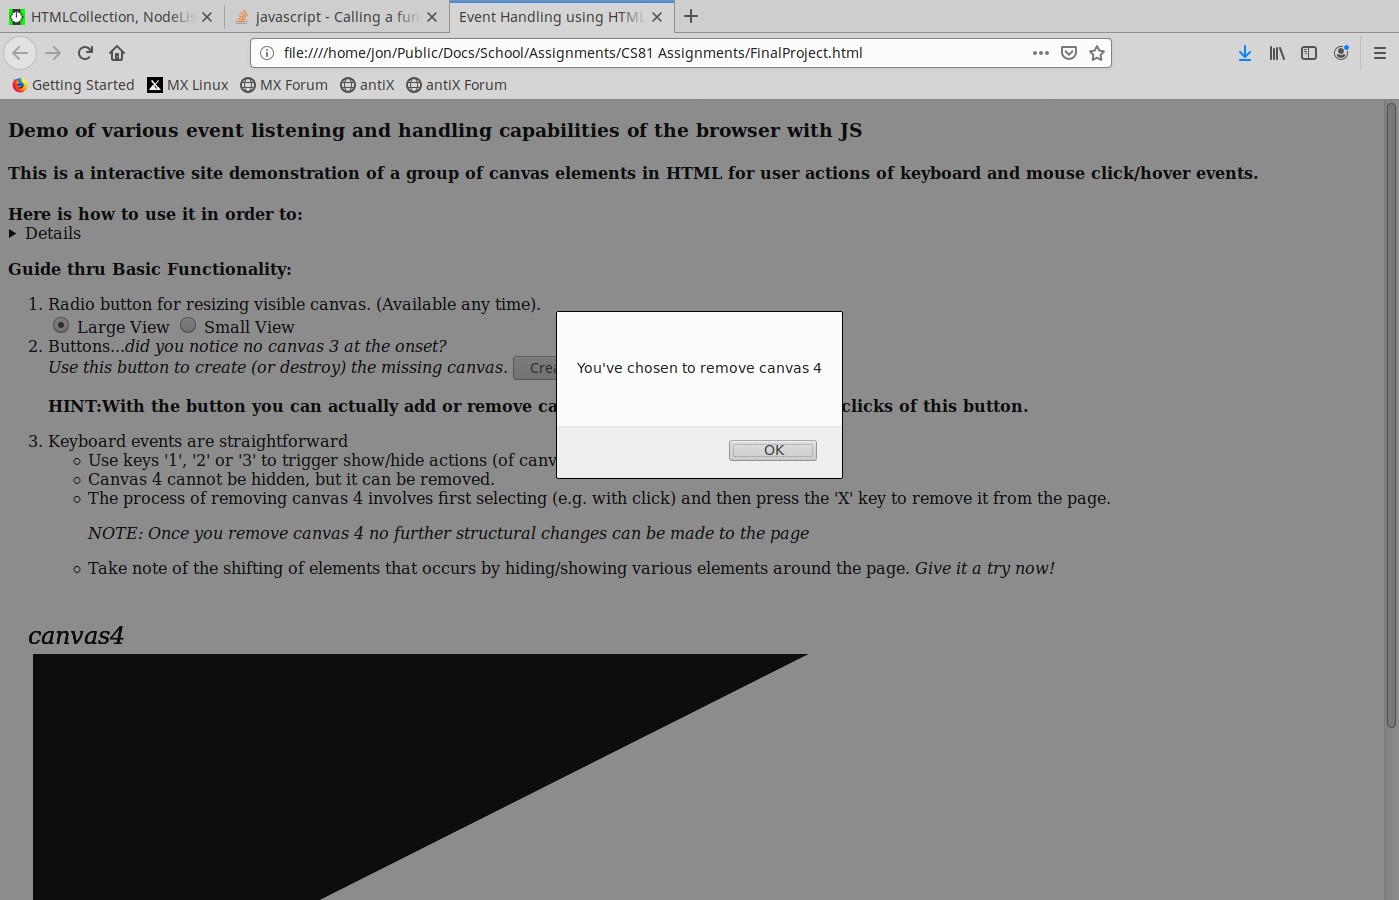 HTMLCollection, NodeLis
javascript - Calling a fun
Event Handling using HTML
file:////home/jon/Public/Docs/School/Assignments/CS81 Assignments/FinalProject.html
Getting Started
MX Linux
MX Forum
antiX
antiX Forum
Demo of various event listening and handling capabilities of the browser with JS
This is a interactive site demonstration of a group of canvas elements in HTML for user actions of keyboard and mouse click/hover events.
Here is how to use it in order to:
Details
Guide thru Basic Functionality:
1. Radio button for resizing visible canvas. (Available any time).
Large View Small View
2. Buttons...did you notice no canvas 3 at the onset?
Use this button to create (or destroy) the missing canvas. Crea
HINT:With the button you can actually add or remove ca clicks of this button.
3. Keyboard events are straightforward
Use keys '1', '2' or '3' to trigger show/hide actions (of canv
Canvas 4 cannot be hidden, but it can be removed.
The process of removing canvas 4 involves first selecting (e.g. with click) and then press the 'X' key to remove it from the page.
NOTE: Once you remove canvas 4 no further structural changes can be made to the page
Take note of the shifting of elements that occurs by hiding/showing various elements around the page. Give it a try now!
You've chosen to remove canvas 4
OK
canvas4